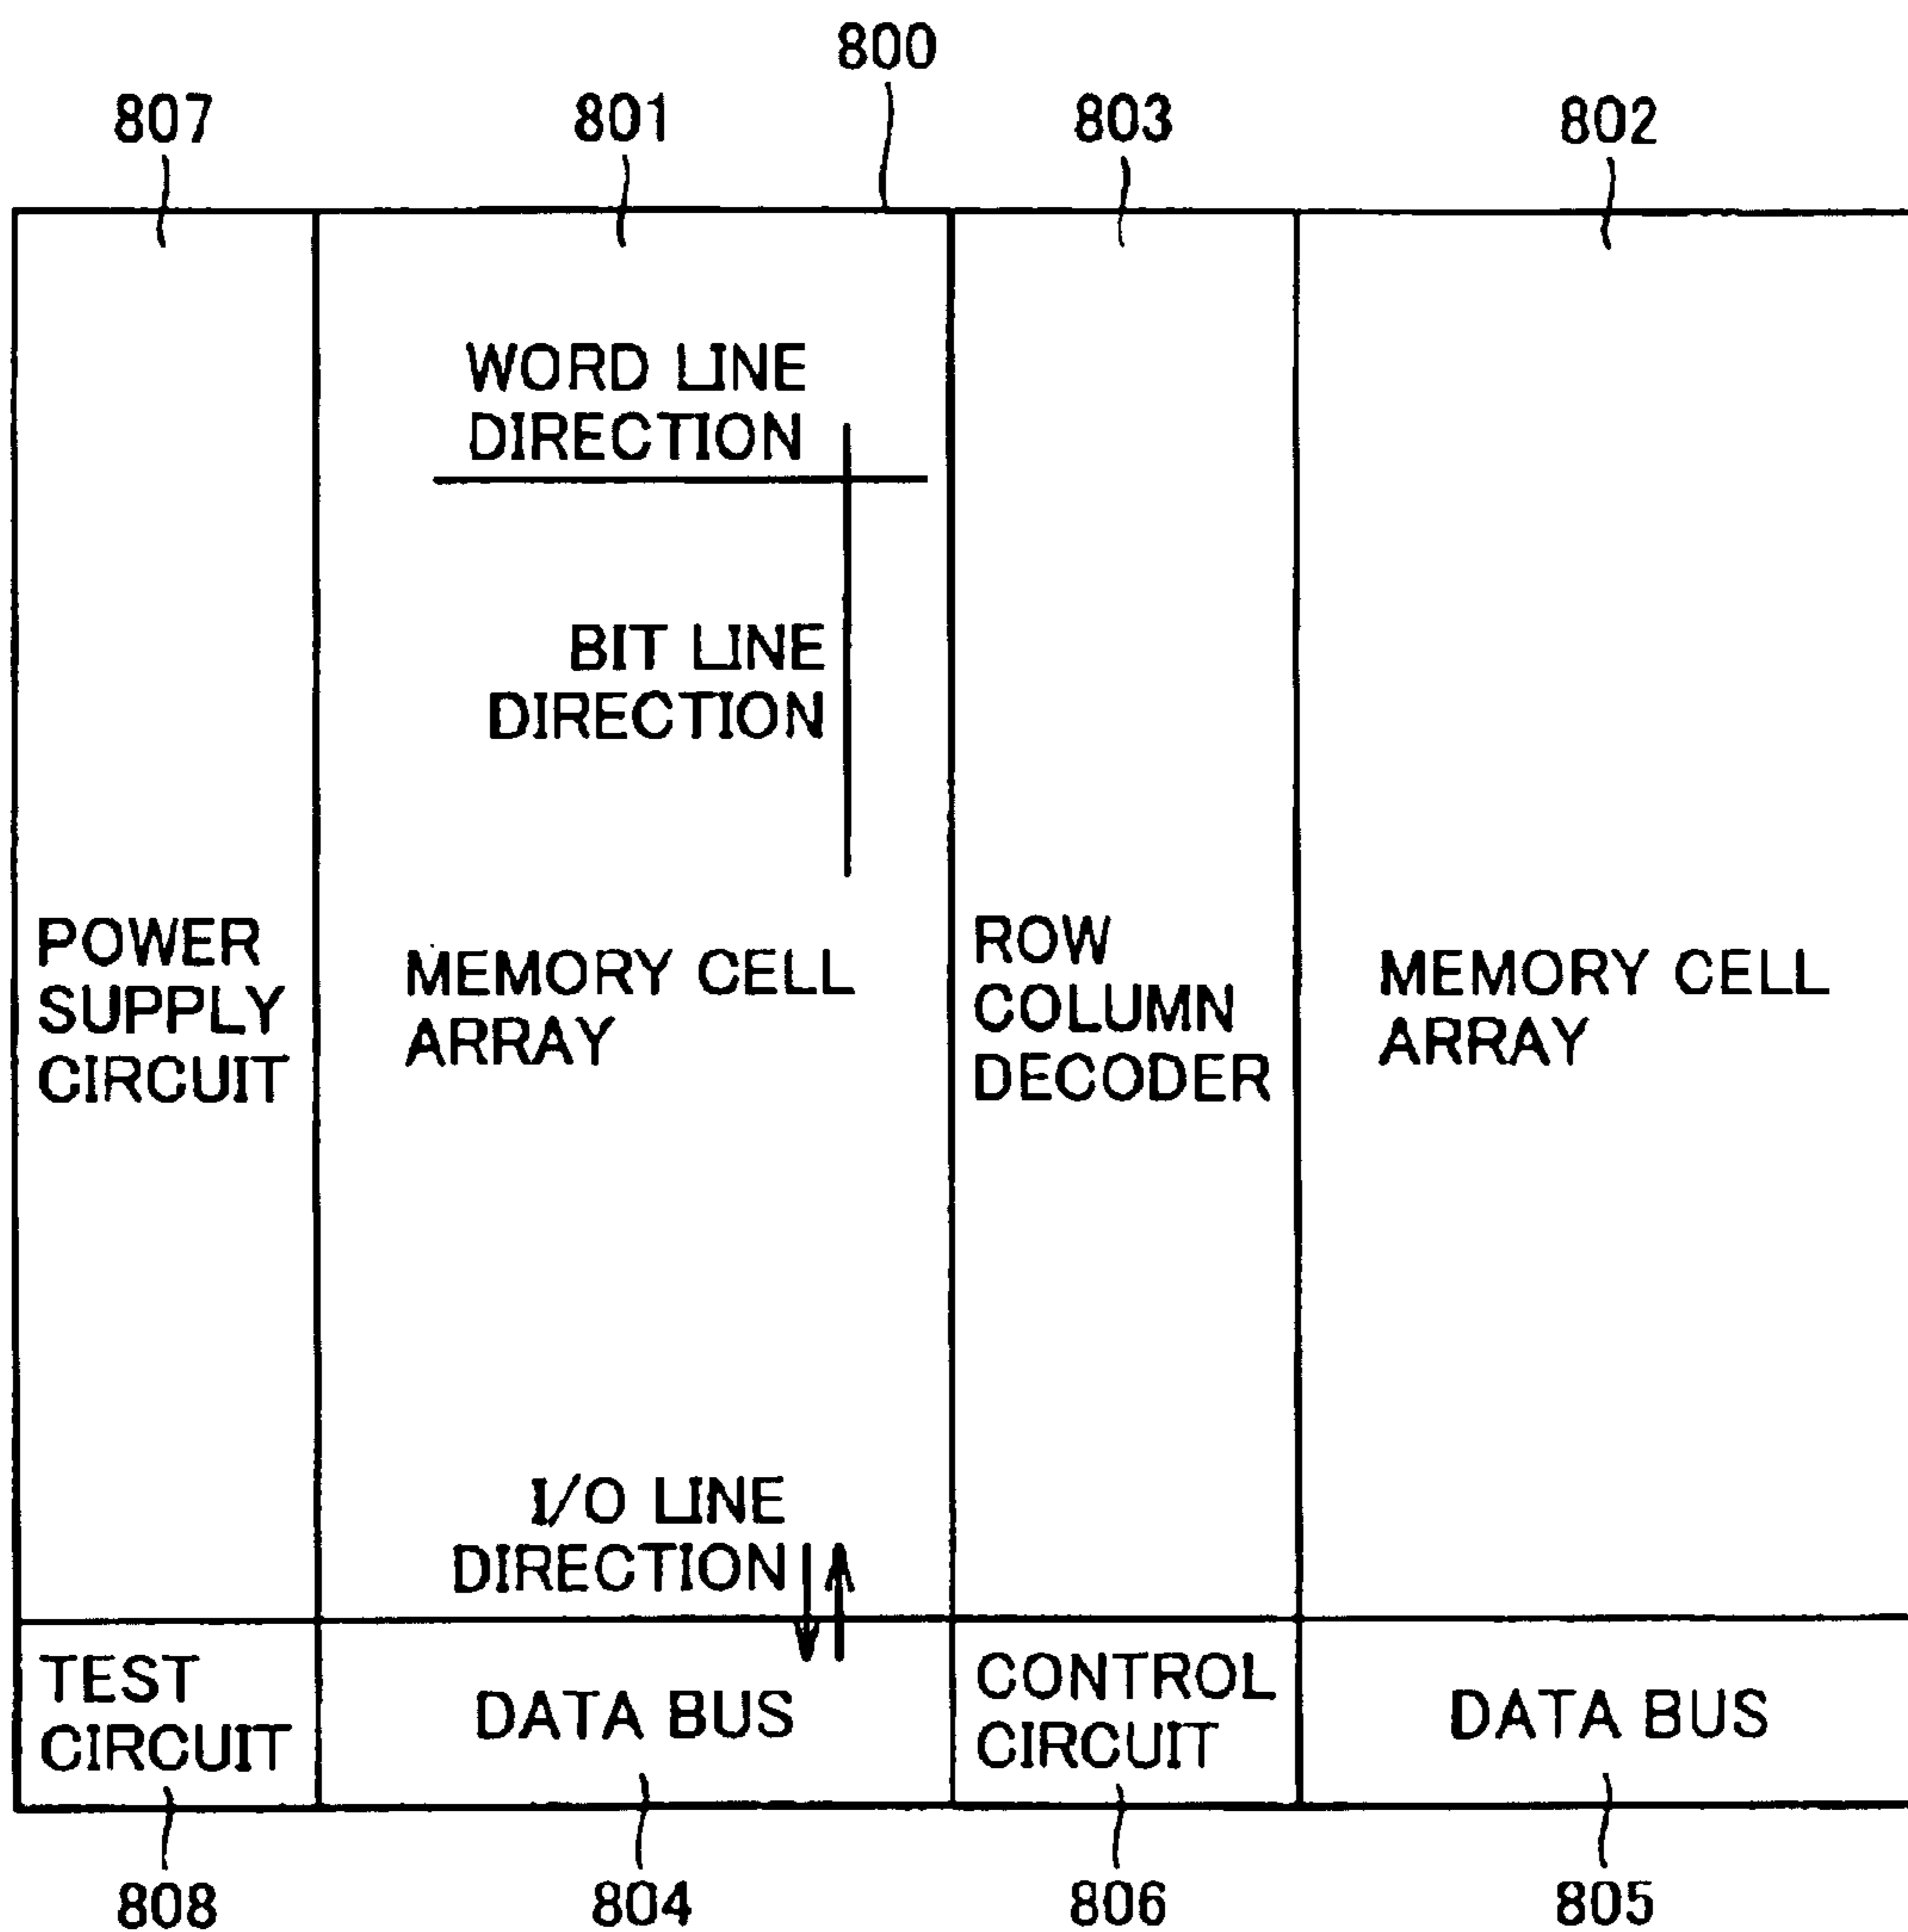 800
807
801
803
802
WORD LINE
DIRECTION
BIT LINE
DIRECTION
POWER
SUPPLY
CIRCUIT
MEMORY CELL
ARRAY
ROW
COLUMN
DECODER
MEMORY CELL
ARRAY
I/O LINE
DIRECTION
TEST
CIRCUIT
DATA BUS
CONTROL
CIRCUIT
DATA BUS
808
804
806
805